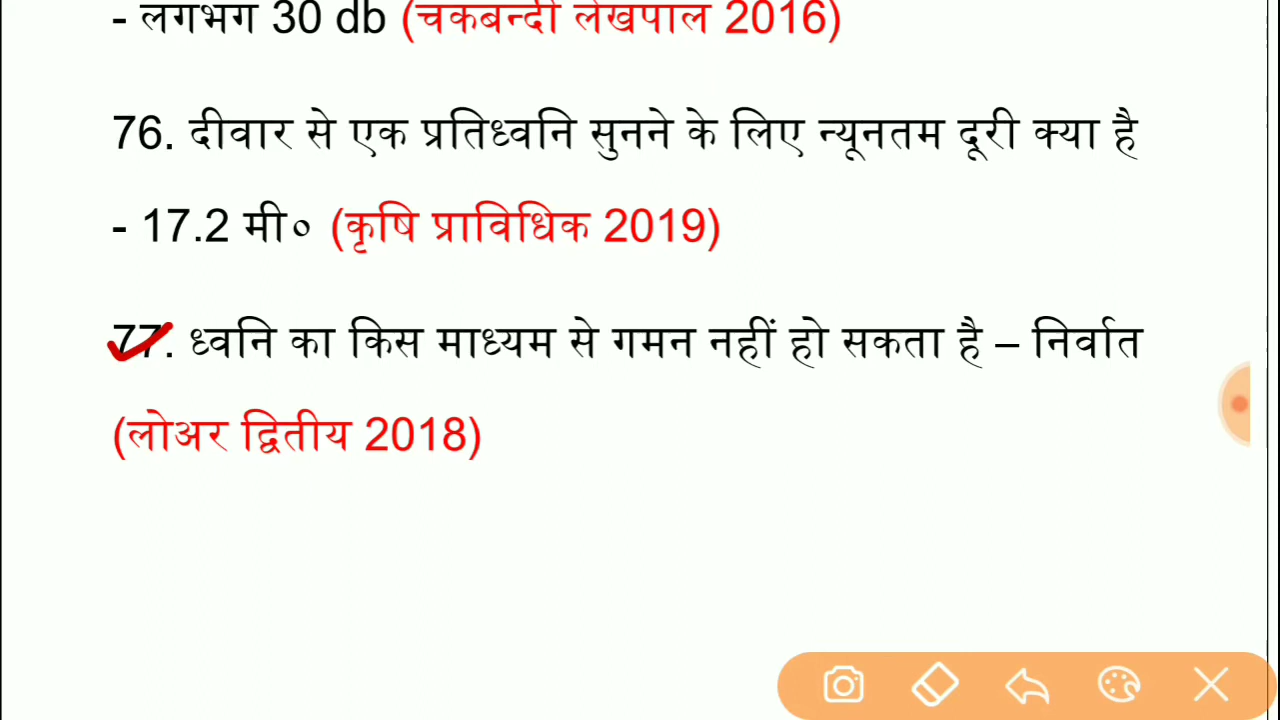 - लगभग 30 db (चकबन्दी लेखपाल 2016)
76. दीवार से एक प्रतिध्वनि सुनने के लिए न्यूनतम दूरी क्या है
- 17.2 मी० (कृषि प्राविधिक 2019)
77. ध्वनि का किस माध्यम से गमन नहीं हो सकता है – निर्वात
(लोअर द्वितीय 2018)